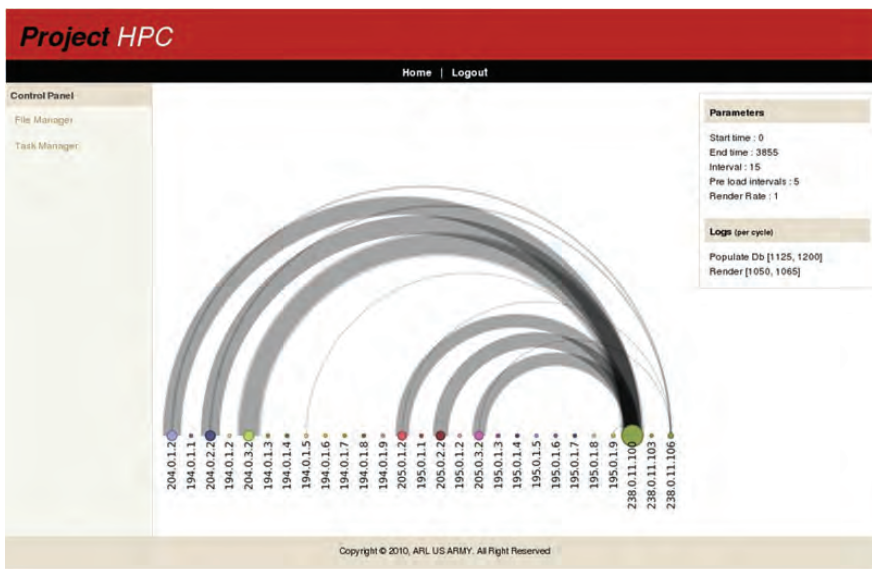 Project HPC
Home | Logout
Control Panel
File Manager
Task Manager
Parameters
Start time : 0
End time : 3855
Interval : 15
Pre load intervals : 5
Render Rate : 1
Logs (per cycle)
Populate Db [1125, 1200]
Render [1050, 1065]
204.0.1.2
194.0.1.1
204.0.2.2
194.0.1.2
204.0.3.2
194.0.1.3
194.0.1.4
194.0.1.5
194.0.1.6
194.0.1.7
194.0.1.8
194.0.1.9
205.0.1.2
195.0.1.1
205.0.2.2
195.0.1.2
205.0.3.2
195.0.1.3
195.0.1.4
195.0.1.5
195.0.1.6
195.0.1.7
195.0.1.8
195.0.1.9
238.0.11.100
238.0.11.103
238.0.11.106
Copyright © 2010, ARL US ARMY. All Right Reserved